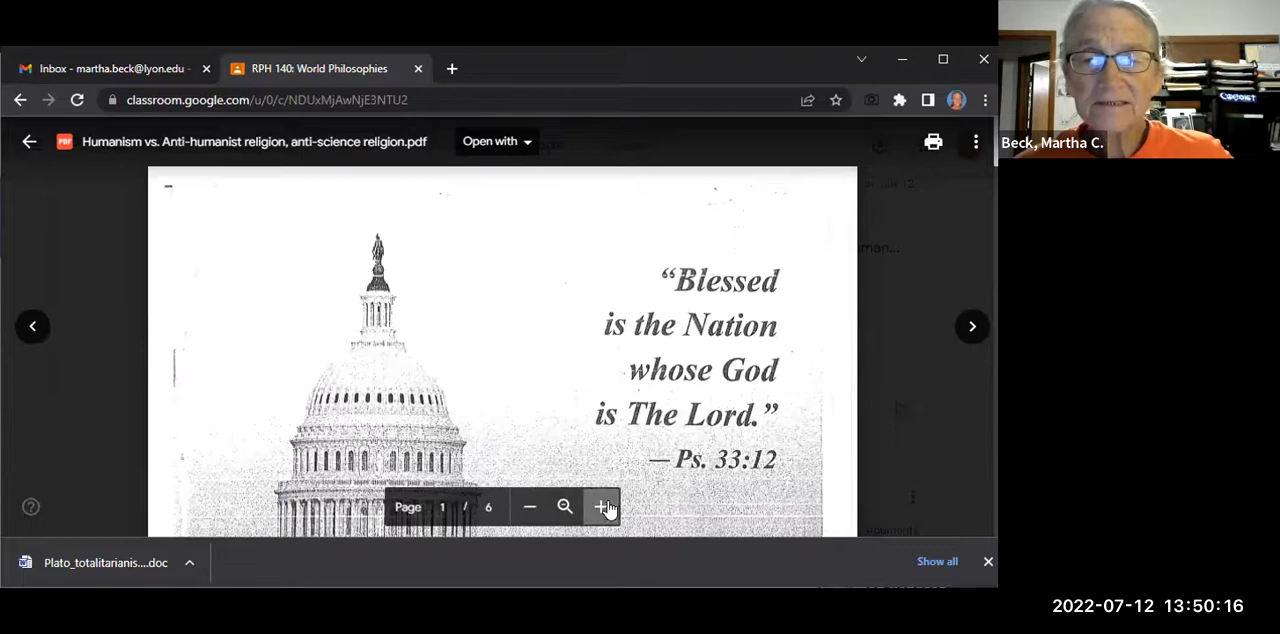 Inbox - martha.beck@lyon.edu -
RPH 140: World Philosophies
classroom.google.com/u/0/c/NDUxMjAwNjE3NTU2
PDF
Humanism vs. Anti-humanist religion, anti-science religion.pdf
Open with
Beck, Martha C.
"Blessed
is the Nation
whose God
is The Lord."
— Ps. 33:12
Page 1 / 6
Plato_totalitarianis....doc
Show all
2022-07-12 13:50:16